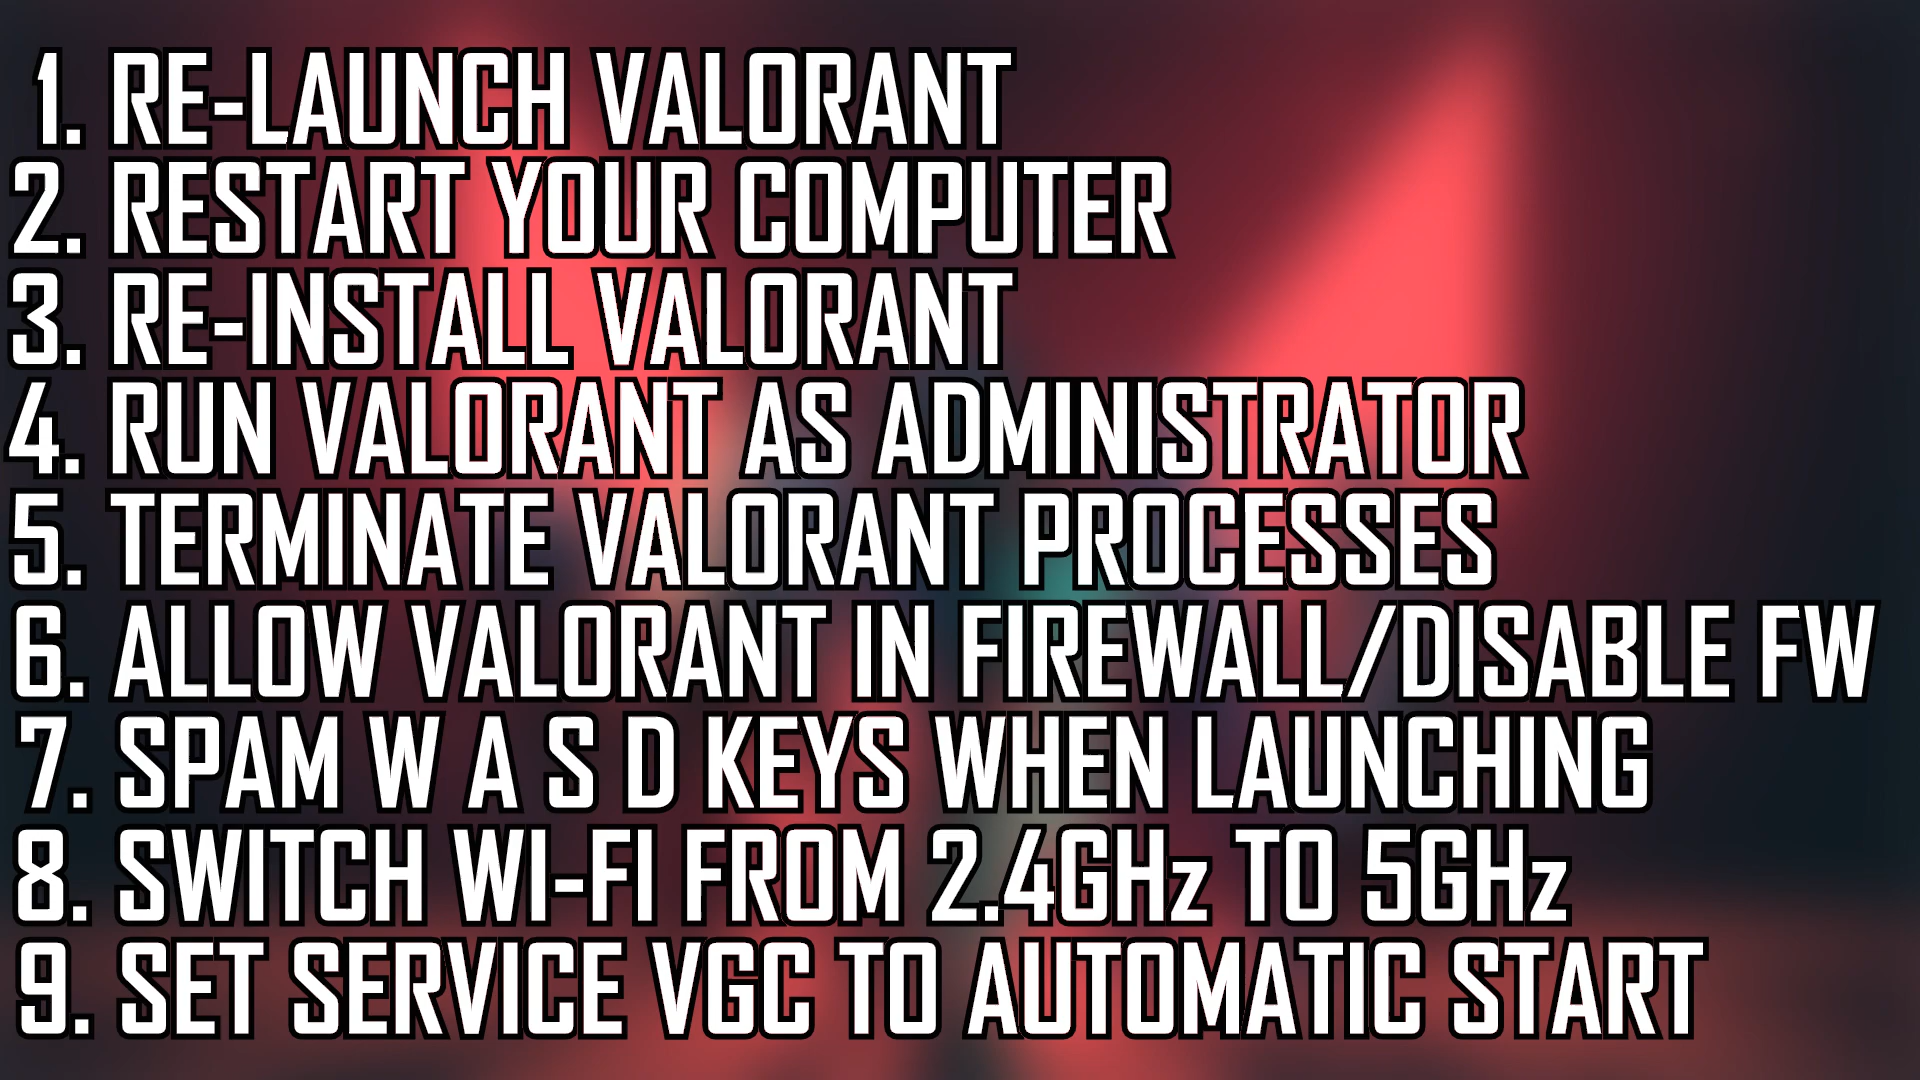 1. RE-LAUNCH VALORANT
2. RESTART YOUR COMPUTER
3. RE-INSTALL VALORANT
4. RUN VALORANT AS ADMINISTRATOR
5. TERMINATE VALORANT PROCESSES
6. ALLOW VALORANT IN FIREWALL/DISABLE FW
7. SPAM W A S D KEYS WHEN LAUNCHING
8. SWITCH WI-FI FROM 2.4GHz TO 5GHz
9. SET SERVICE VGC TO AUTOMATIC START